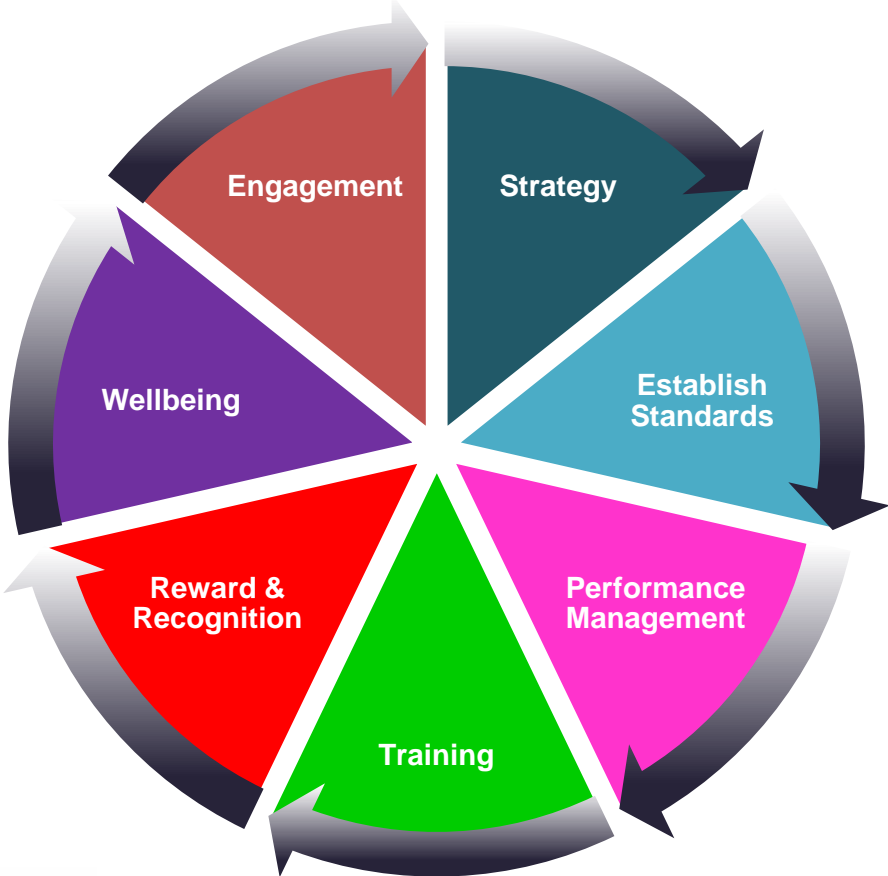 Engagement
Strategy
Wellbeing
Establish
Standards
Reward &
Recognition
Performance
Management
Training